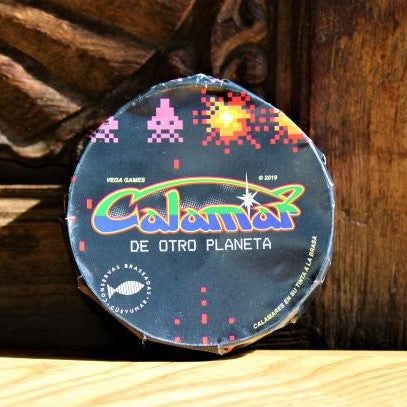 VEGA GAMES
© 2019
Calamar
DE OTRO PLANETA
CONSERVAS BRASEADAS
GÜEYUMAR
CALAMARES EN SU TINTA A LA BRASA